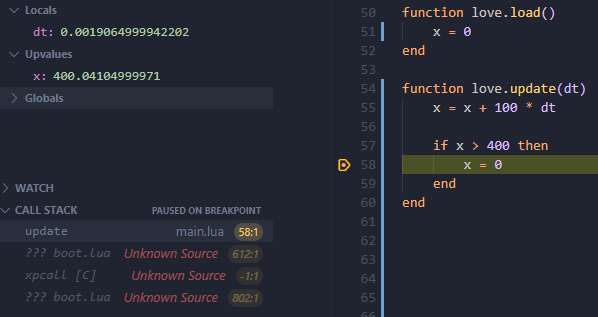 Locals
dt: 0.0019064999942202
Upvalues
x: 400.04104999971
Globals
WATCH
CALL STACK PAUSED ON BREAKPOINT
update main.lua 58:1
??? boot.lua Unknown Source 612:1
xpcall [C] Unknown Source -1:1
??? boot.lua Unknown Source 802:1
50 function love.load()
51 x = 0
52 end
53
54 function love.update(dt)
55 x = x + 100 * dt
56
57 if x > 400 then
58 x = 0
59 end
60 end
61
62
63
64
65
66